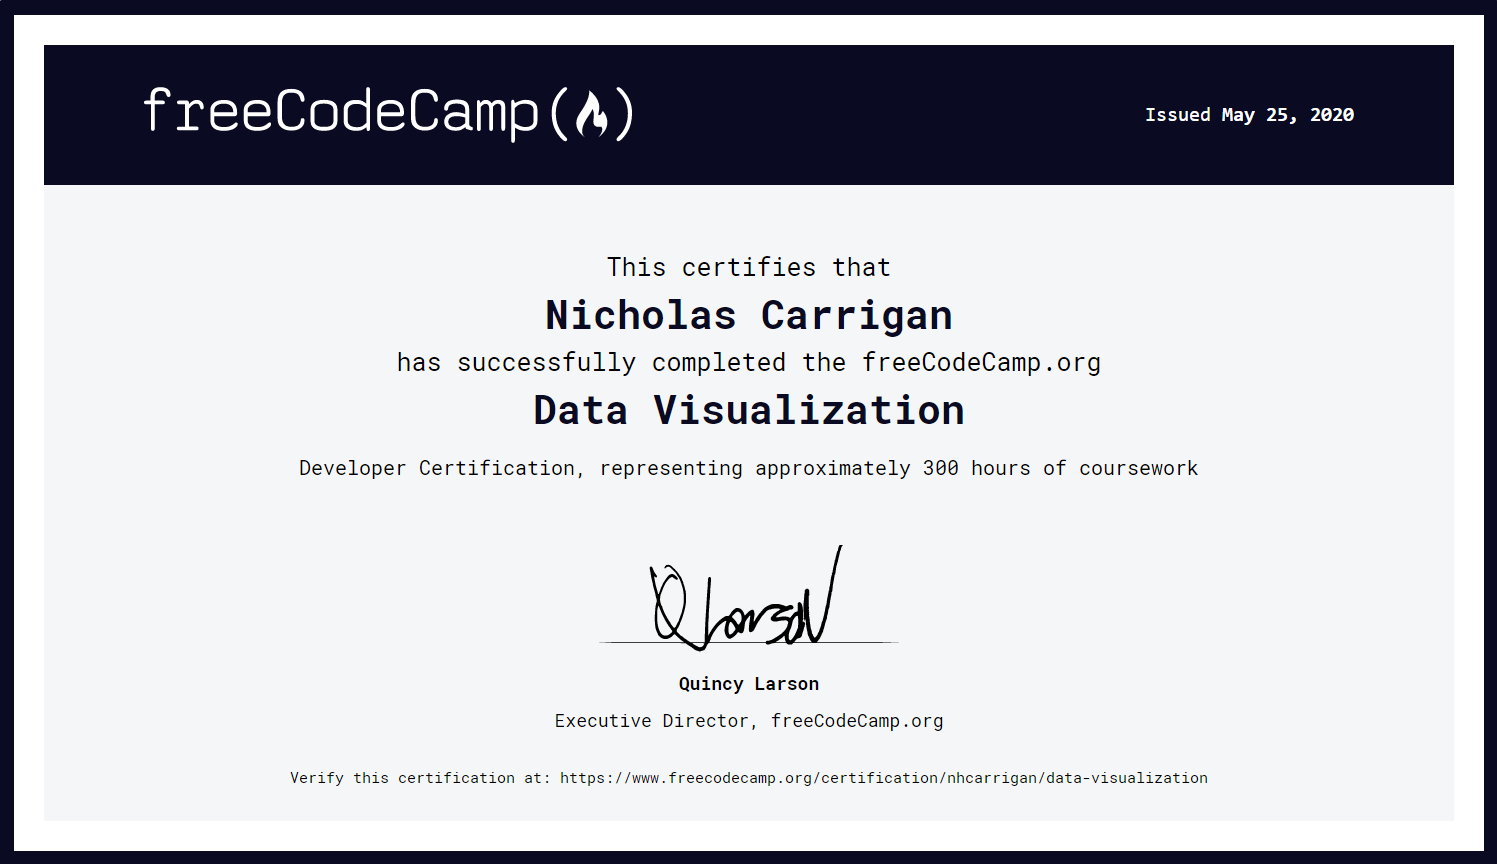 freeCodeCamp(🔥)
Issued May 25, 2020
This certifies that
Nicholas Carrigan
has successfully completed the freeCodeCamp.org
Data Visualization
Developer Certification, representing approximately 300 hours of coursework
Q Larson
Quincy Larson
Executive Director, freeCodeCamp.org
Verify this certification at: https://www.freecodecamp.org/certification/nhcarrigan/data-visualization